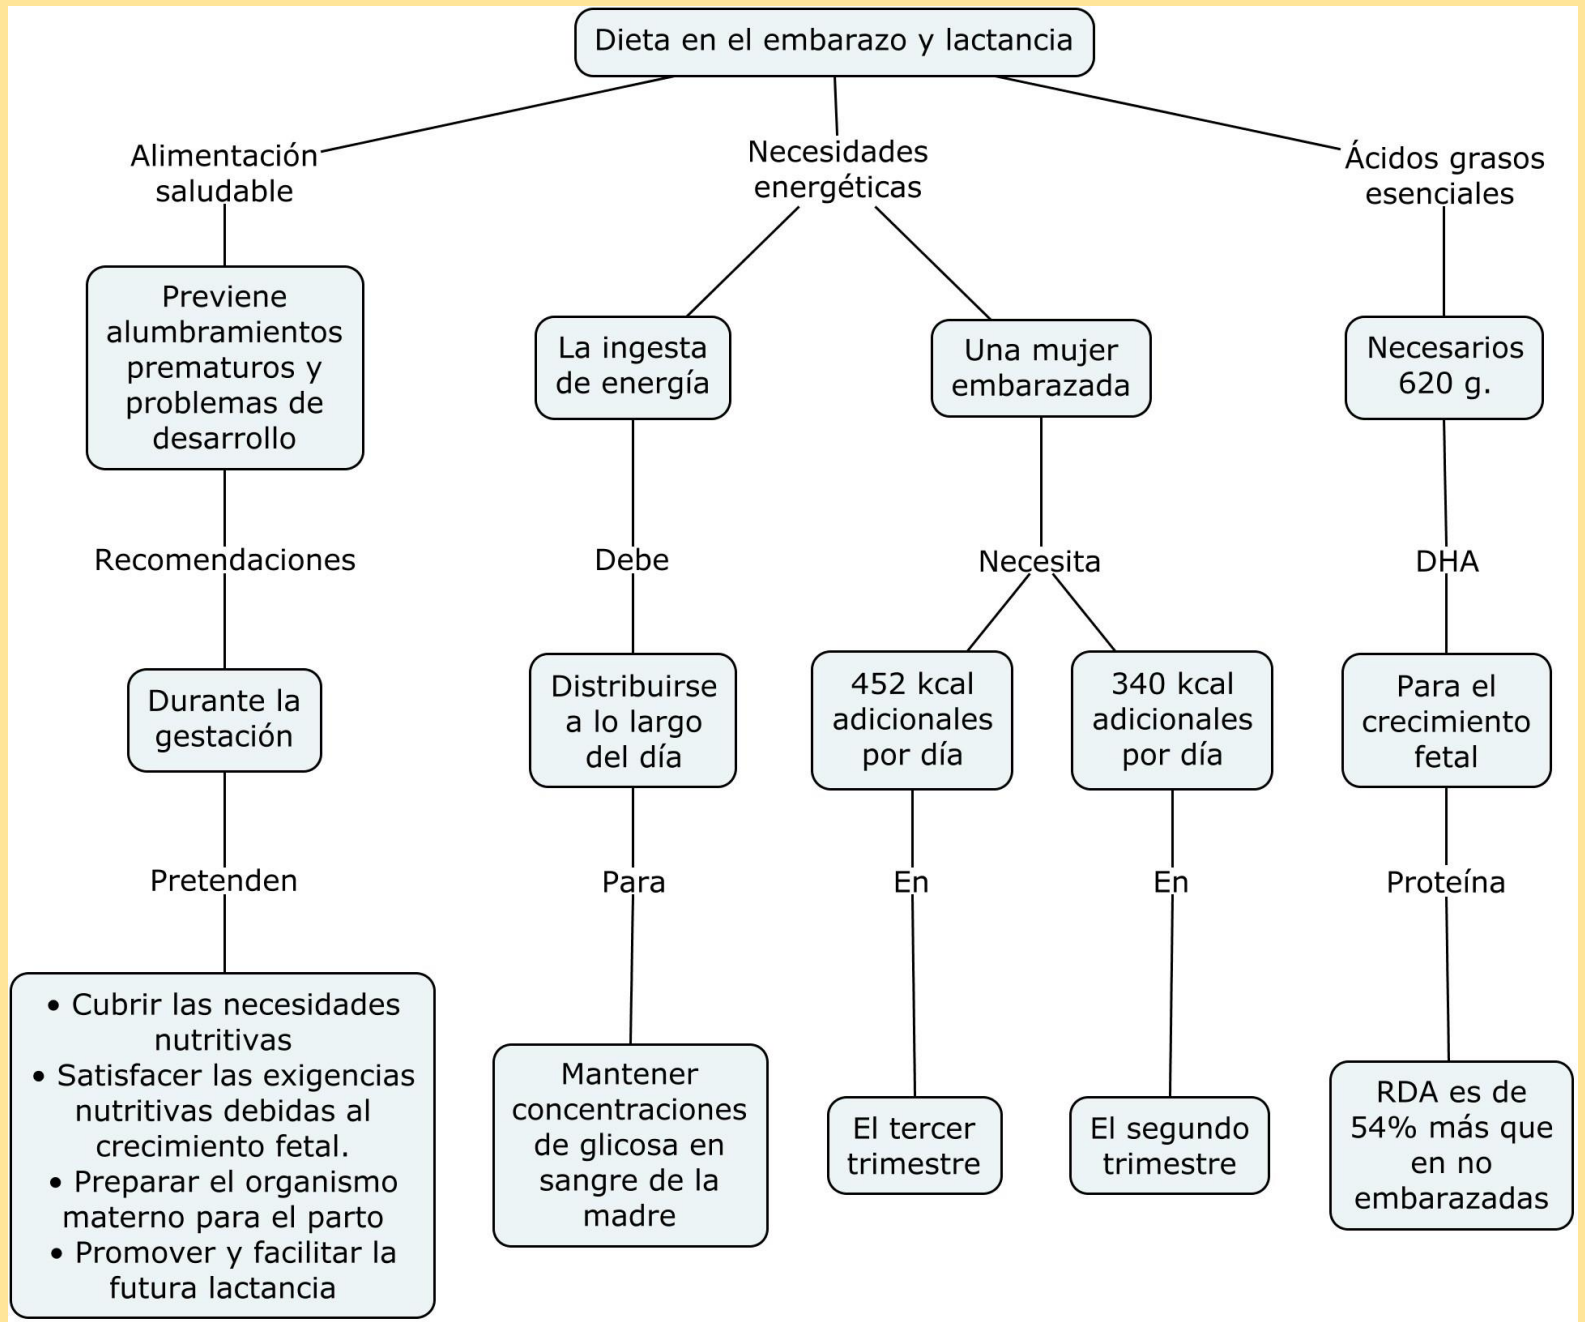 Dieta en el embarazo y lactancia
Alimentación
saludable
Previene
alumbramientos
prematuros y
problemas de
desarrollo
Recomendaciones
Durante la
gestación
Pretenden
• Cubrir las necesidades
nutritivas
• Satisfacer las exigencias
nutritivas debidas al
crecimiento fetal.
• Preparar el organismo
materno para el parto
• Promover y facilitar la
futura lactancia
Necesidades
energéticas
La ingesta
de energía
Debe
Distribuirse
a lo largo
del día
Para
Mantener
concentraciones
de glicosa en
sangre de la
madre
Una mujer
embarazada
Necesita
452 kcal
adicionales
por día
En
El tercer
trimestre
340 kcal
adicionales
por día
En
El segundo
trimestre
Ácidos grasos
esenciales
Necesarios
620 g.
DHA
Para el
crecimiento
fetal
Proteína
RDA es de
54% más que
en no
embarazadas